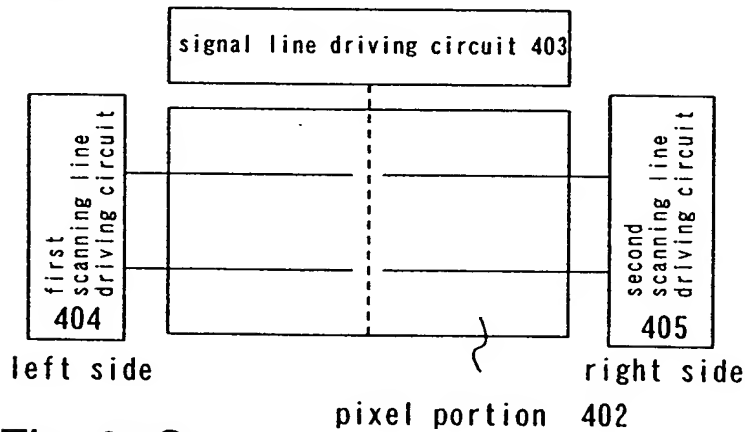 signal line driving circuit 403
first
scanning line
driving circuit
404
left side
second
scanning line
driving circuit
405
right side
pixel portion 402